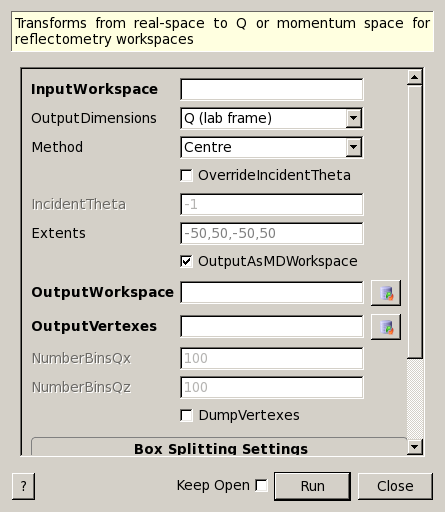 Transforms from real-space to Q or momentum space for
reflectometry workspaces
InputWorkspace
OutputDimensions Q (lab frame)
Method Centre
OverrideIncidentTheta
IncidentTheta -1
Extents -50,50,-50,50
OutputAsMDWorkspace
OutputWorkspace
OutputVertexes
NumberBinsQx 100
NumberBinsQz 100
DumpVertexes
Box Splitting Settings
? Keep Open Run Close